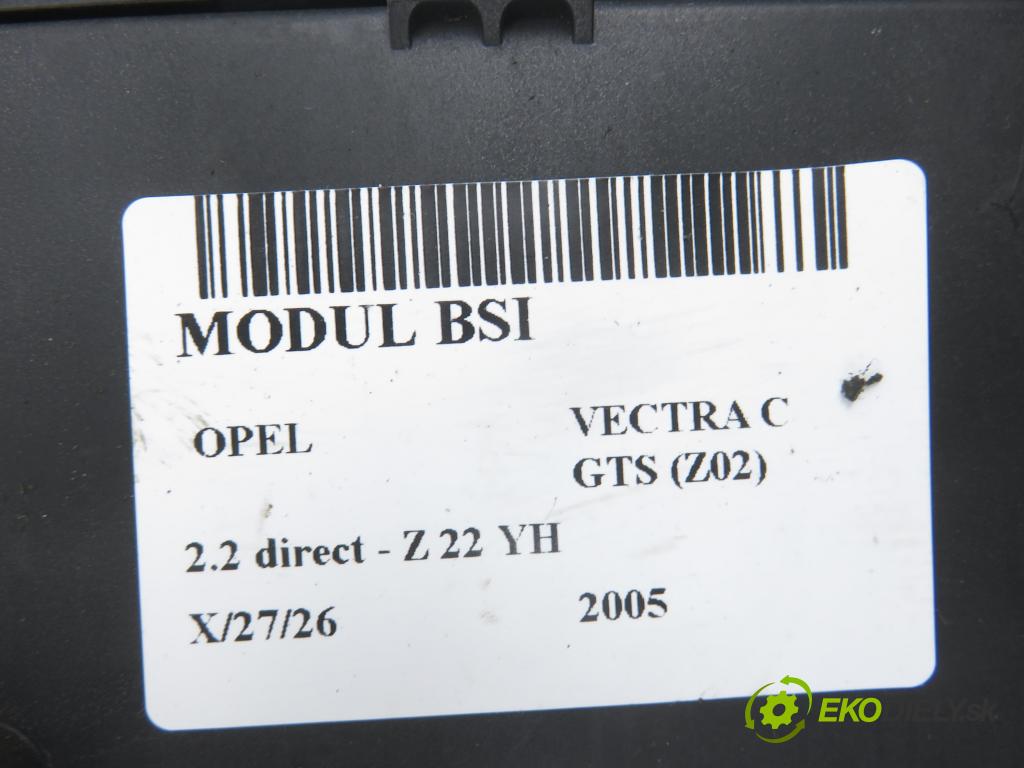 MODUL BSI
OPEL
VECTRA C
GTS (Z02)
2.2 direct - Z 22 YH
X/27/26
2005
EKODIELY.sk